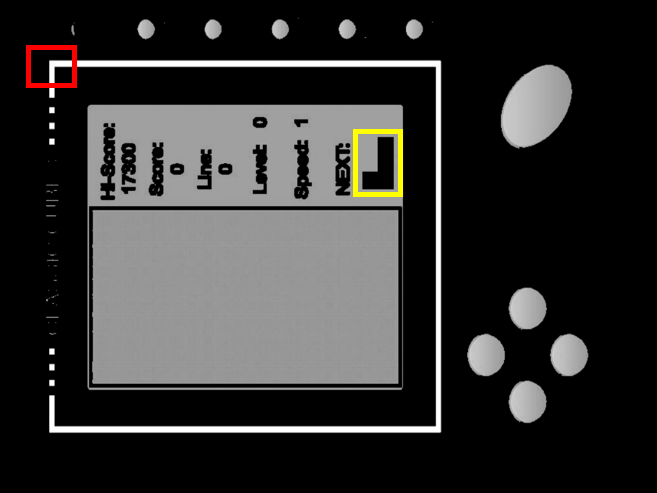 Hi-Score:
17300
Score:
0
Line:
0
Level: 0
Speed: 1
NEXT: